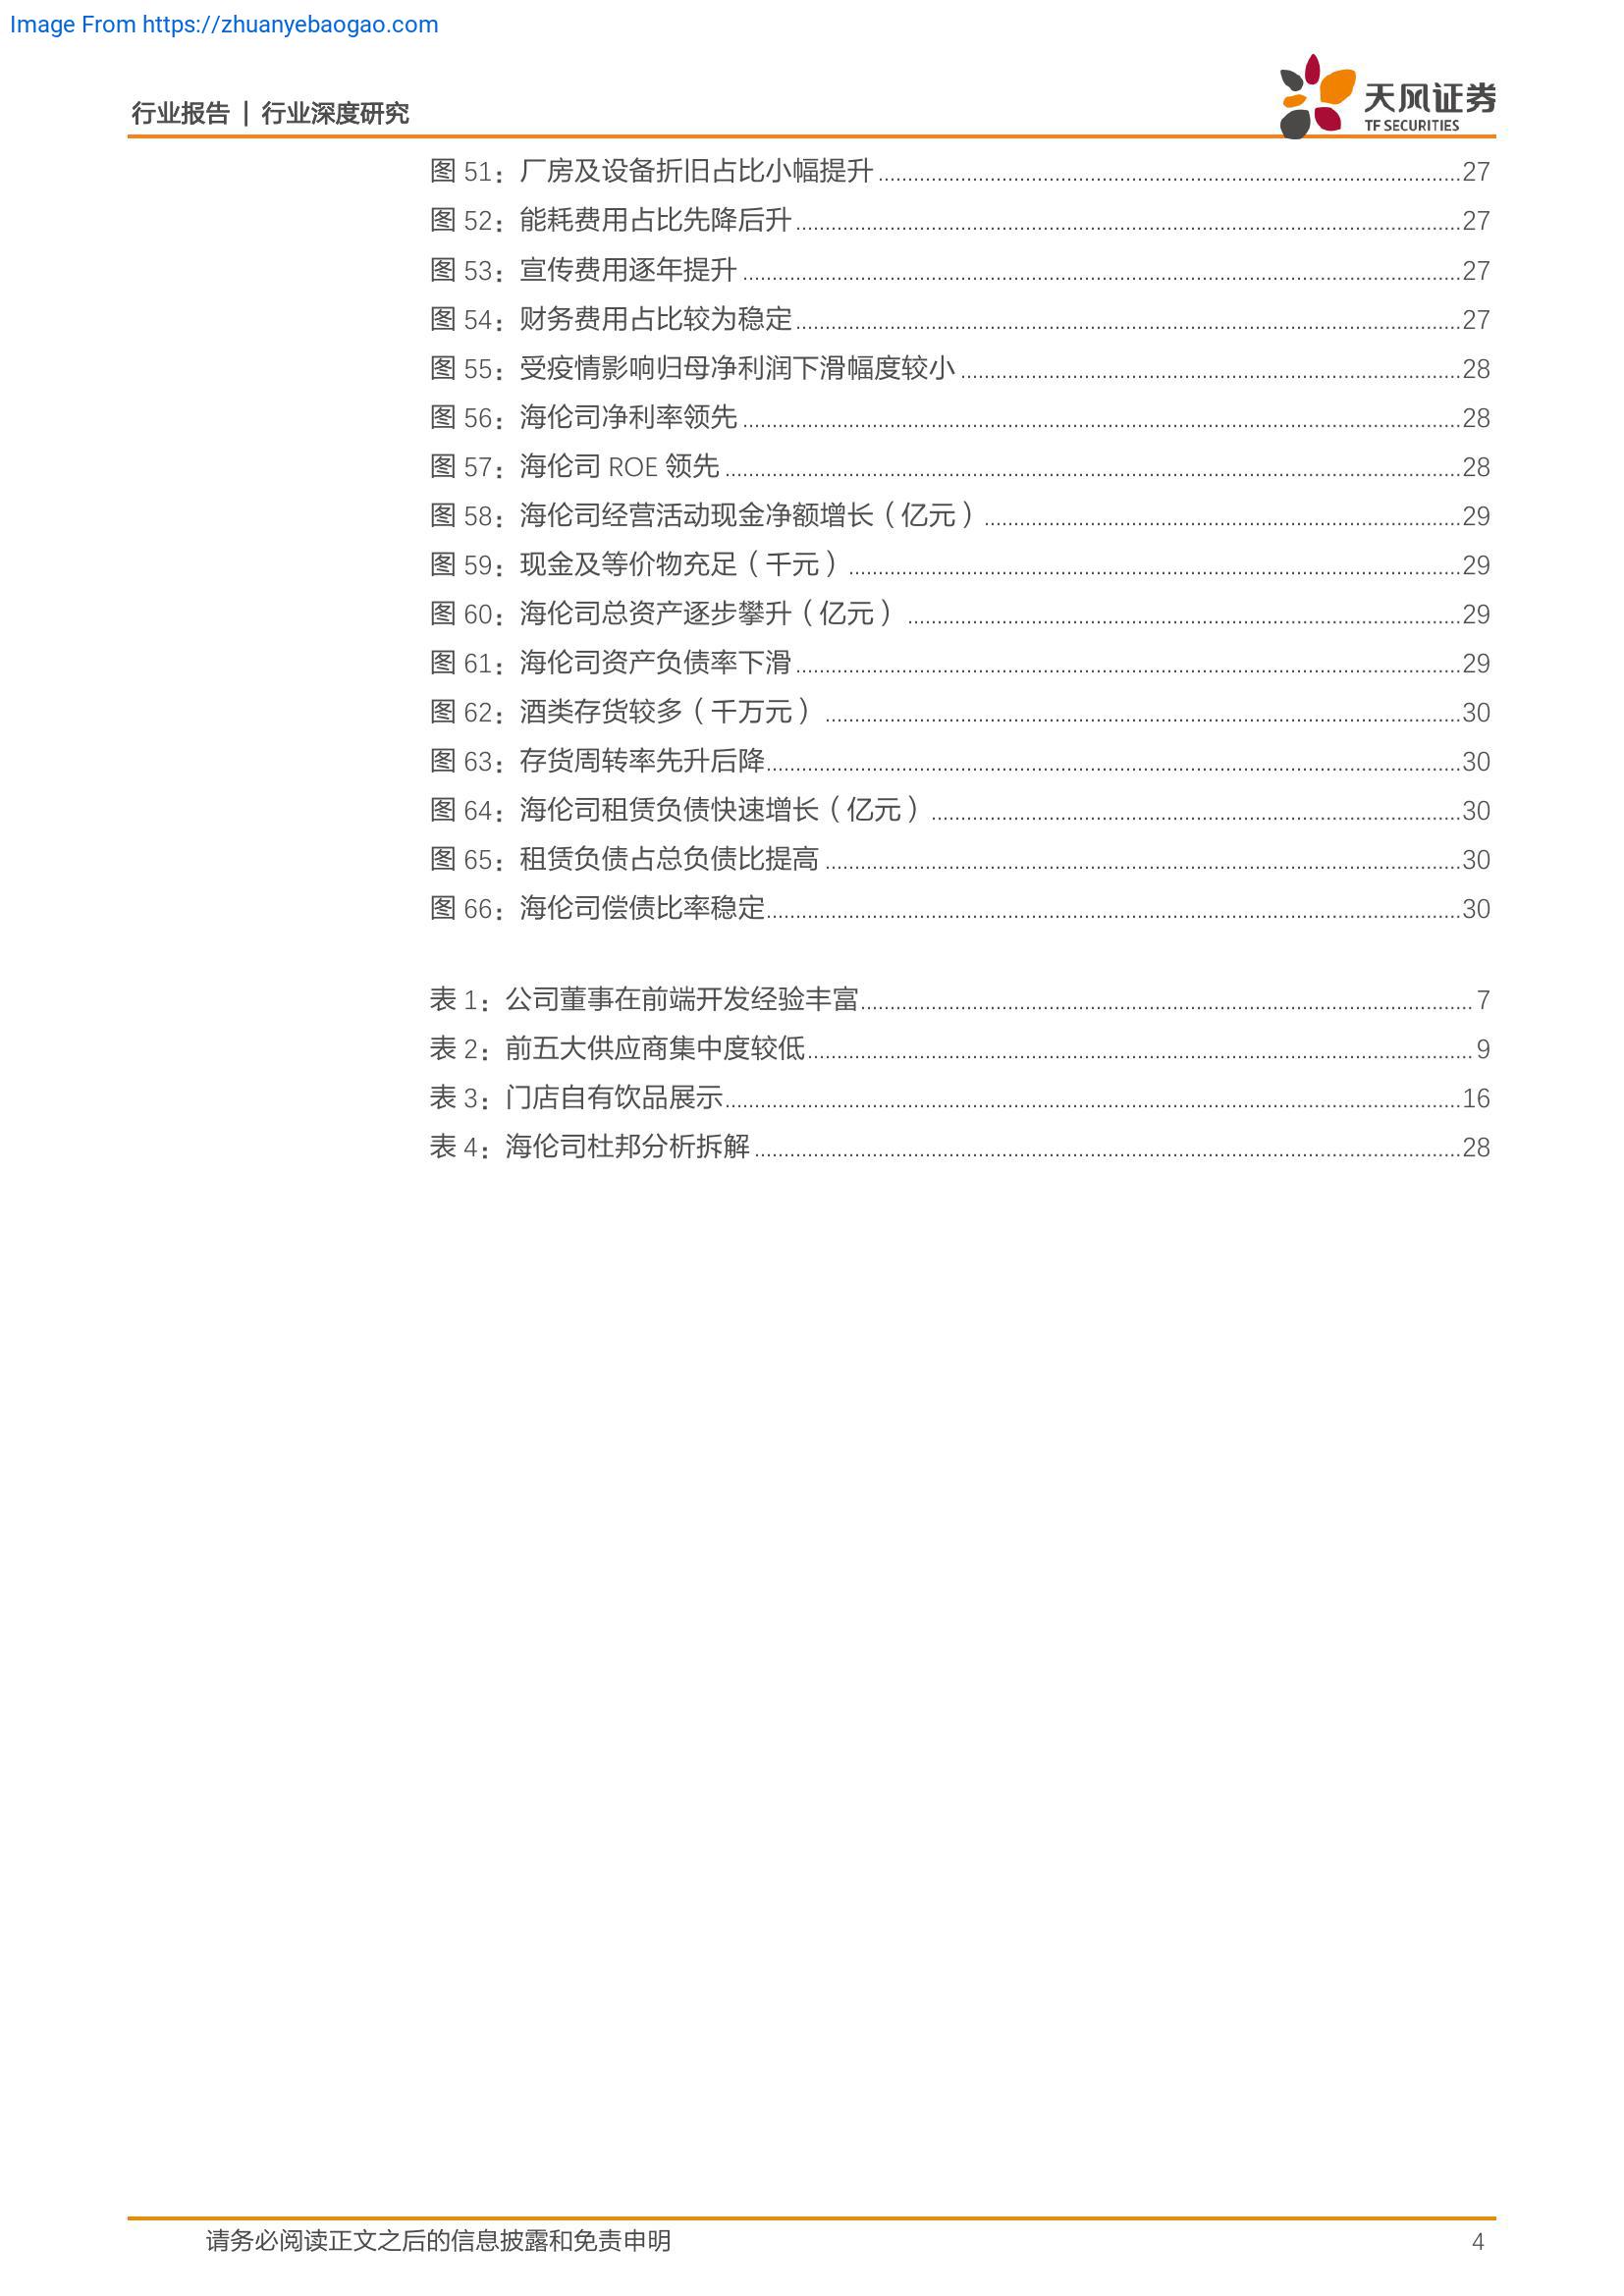 Image From https://zhuanyebaogao.com
行业报告 | 行业深度研究
天风证券
TF SECURITIES
图 51：厂房及设备折旧占比小幅提升 27
图 52：能耗费用占比先降后升 27
图 53：宣传费用逐年提升 27
图 54：财务费用占比较为稳定 27
图 55：受疫情影响归母净利润下滑幅度较小 28
图 56：海伦司净利率领先 28
图 57：海伦司 ROE 领先 28
图 58：海伦司经营活动现金净额增长（亿元） 29
图 59：现金及等价物充足（千元） 29
图 60：海伦司总资产逐步攀升（亿元） 29
图 61：海伦司资产负债率下滑 29
图 62：酒类存货较多（千万元） 30
图 63：存货周转率先升后降 30
图 64：海伦司租赁负债快速增长（亿元） 30
图 65：租赁负债占总负债比提高 30
图 66：海伦司偿债比率稳定 30
表 1：公司董事在前端开发经验丰富 7
表 2：前五大供应商集中度较低 9
表 3：门店自有饮品展示 16
表 4：海伦司杜邦分析拆解 28
请务必阅读正文之后的信息披露和免责申明 4